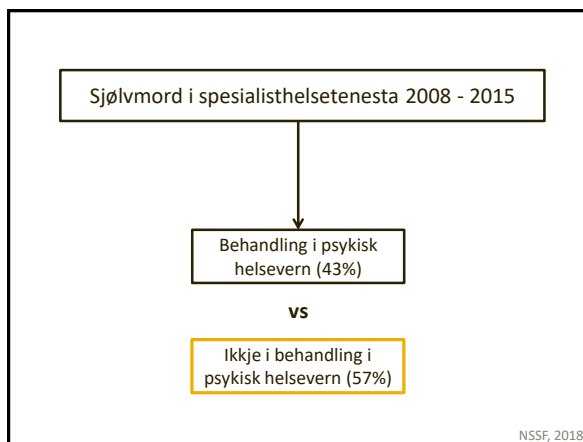 Sjølvmord i spesialisthelsetenesta 2008 - 2015
Behandling i psykisk
helsevern (43%)
vs
Ikkje i behandling i
psykisk helsevern (57%)
NSSF, 2018